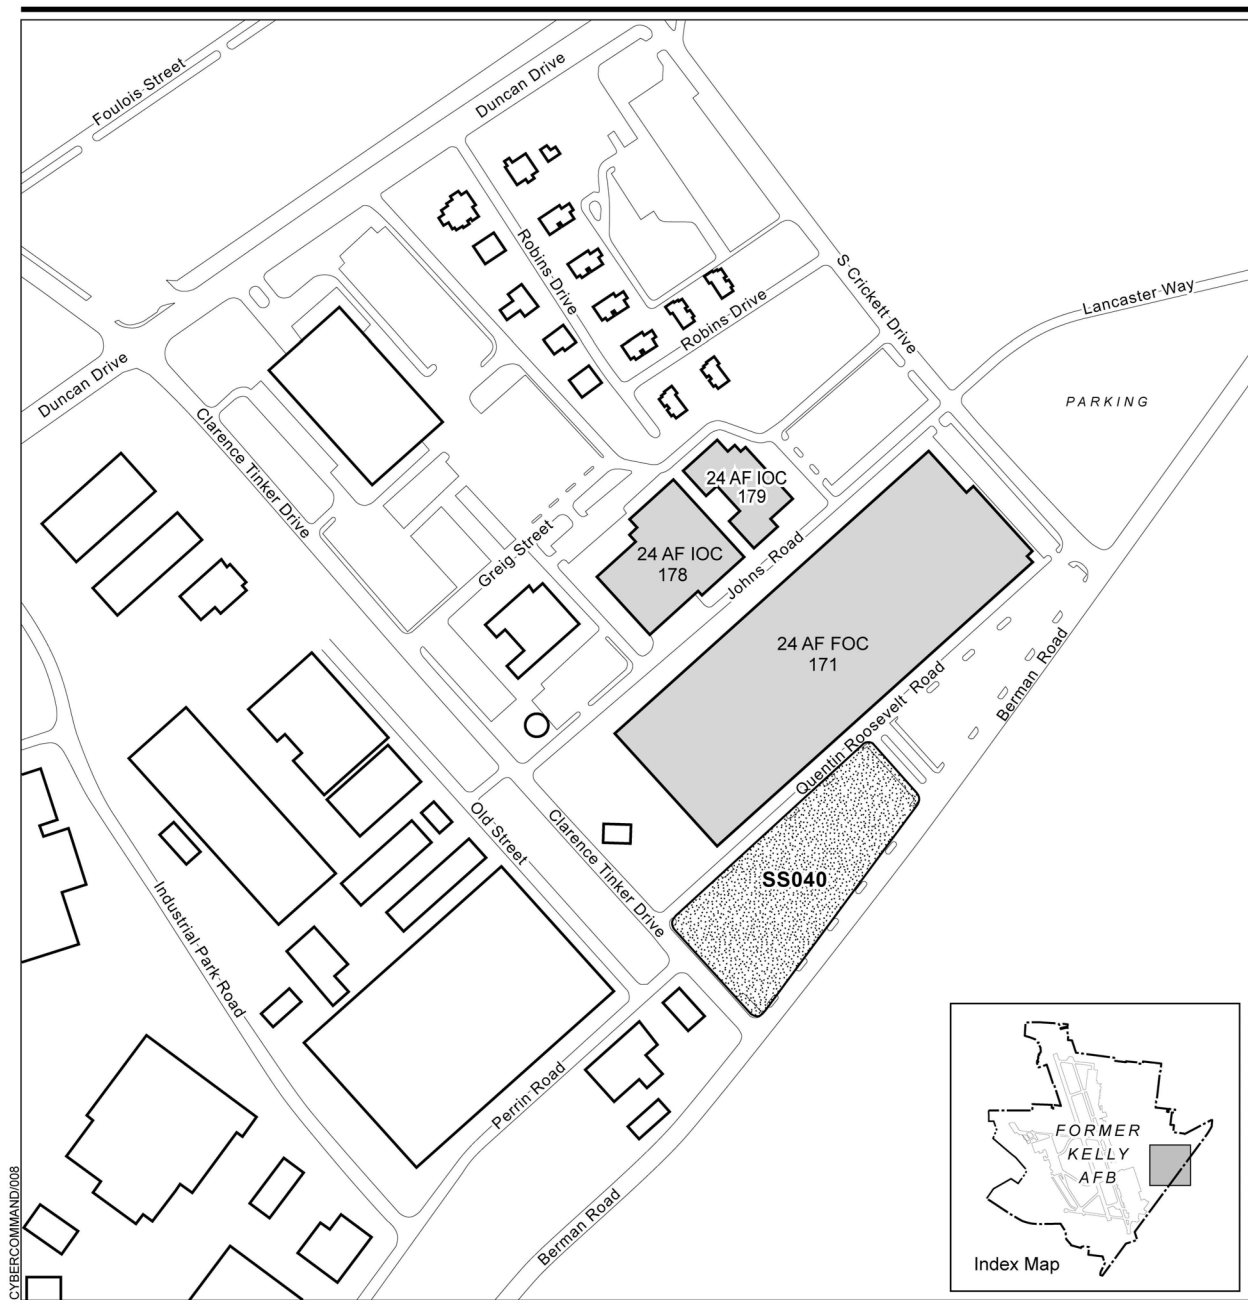 Foulois Street
Duncan Drive
Robins Drive
S Crickett Drive
Lancaster Way
Robins Drive
Duncan Drive
PARKING
Clarence Tinker Drive
24 AF IOC
179
Greig Street
24 AF IOC
178
Johns Road
24 AF FOC
171
Berman Road
Quentin Roosevelt Road
Old Street
Clarence Tinker Drive
SS040
Industrial Park Road
Perrin Road
Berman Road
FORMER
KELLY
AFB
Index Map
CYBERCOMMAND/008